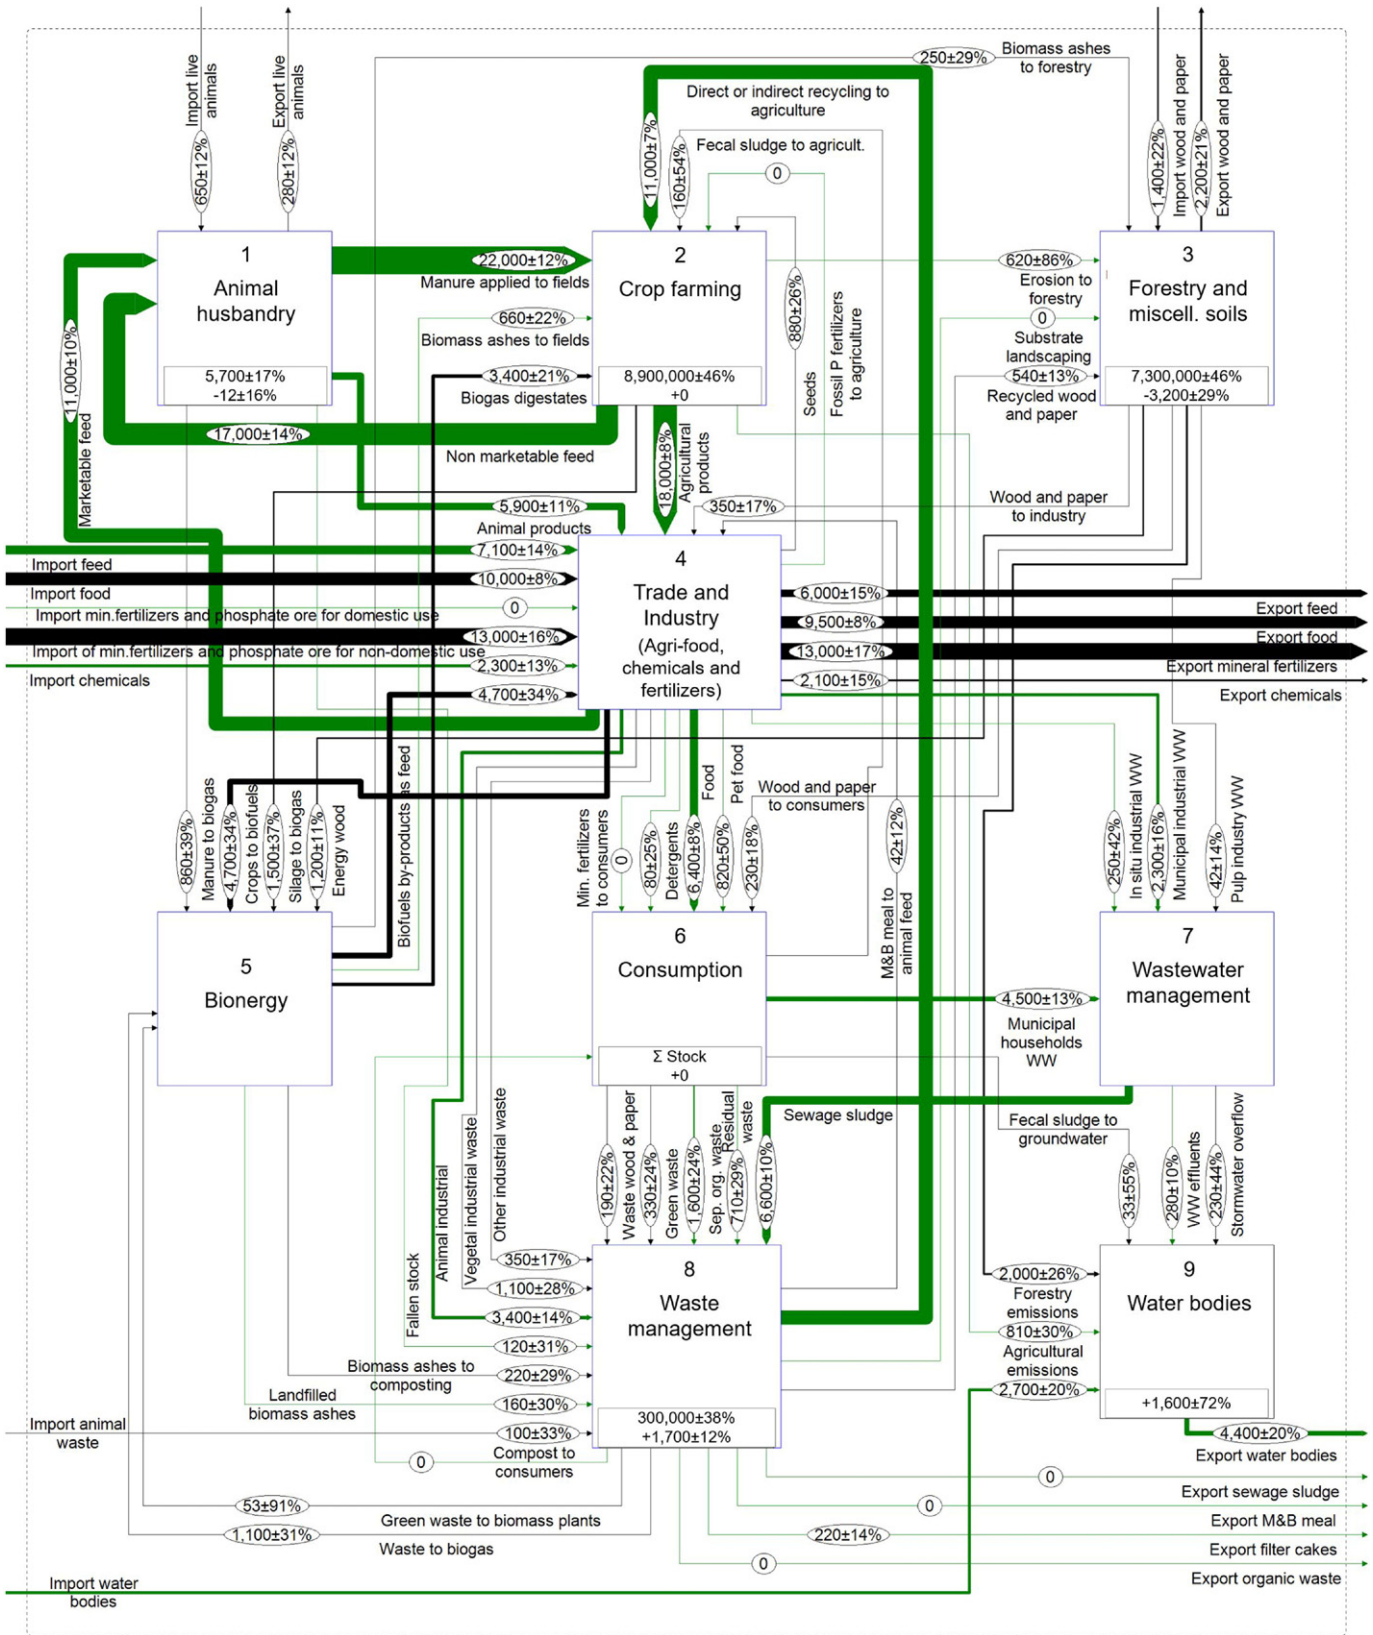 Import live
animals
650±12%
Export live
animals
280±12%
250±29%
Biomass ashes
to forestry
Direct or indirect recycling to
agriculture
11,000±7%
160±54%
Fecal sludge to agricult.
0
1,400±22%
Import wood and paper
2,200±21%
Export wood and paper
1
Animal
husbandry
5,700±17%
-12±16%
22,000±12%
Manure applied to fields
660±22%
Biomass ashes to fields
3,400±21%
Biogas digestates
2
Crop farming
8,900,000±46%
+0
880±26%
Seeds
Fossil P fertilizers
to agriculture
620±86%
Erosion to
forestry
0
Substrate
landscaping
540±13%
Recycled wood
and paper
3
Forestry and
miscell. soils
7,300,000±46%
-3,200±29%
11,000±10%
Marketable feed
17,000±14%
Non marketable feed
18,000±8%
Agricultural
products
5,900±11%
Animal products
350±17%
Wood and paper
to industry
7,100±14%
Import feed
10,000±8%
Import food
0
Import min.fertilizers and phosphate ore for domestic use
13,000±16%
Import of min.fertilizers and phosphate ore for non-domestic use
2,300±13%
Import chemicals
4,700±34%
4
Trade and
Industry
(Agri-food,
chemicals and
fertilizers)
6,000±15%
Export feed
9,500±8%
Export food
13,000±17%
Export mineral fertilizers
2,100±15%
Export chemicals
860±39%
Manure to biogas
4,700±34%
Crops to biofuels
1,500±37%
Silage to biogas
1,200±11%
Energy wood
Biofuels by-products as feed
Min. fertilizers
to consumers
0
80±25%
Detergents
6,400±8%
Food
820±50%
Pet food
230±18%
Wood and paper
to consumers
42±12%
M&B meal to
animal feed
250±42%
In situ industrial WW
2,300±16%
Municipal industrial WW
42±14%
Pulp industry WW
5
Bionergy
6
Consumption
Σ Stock
+0
4,500±13%
Municipal
households
WW
7
Wastewater
management
Sewage sludge
Fecal sludge to
groundwater
190±22%
Waste wood & paper
330±24%
Green waste
1,600±24%
Sep. org. waste
710±29%
Residual
waste
6,600±10%
33±55%
280±10%
WW effluents
230±44%
Stormwater overflow
Fallen stock
Animal industrial
Vegetal industrial waste
Other industrial waste
350±17%
1,100±28%
3,400±14%
120±31%
Biomass ashes to
composting
220±29%
Landfilled
biomass ashes
160±30%
Import animal
waste
100±33%
Compost to
consumers
0
8
Waste
management
300,000±38%
+1,700±12%
2,000±26%
Forestry
emissions
810±30%
Agricultural
emissions
2,700±20%
9
Water bodies
+1,600±72%
4,400±20%
Export water bodies
0
Export sewage sludge
53±91%
Green waste to biomass plants
0
Export M&B meal
1,100±31%
Waste to biogas
220±14%
Export filter cakes
0
Export organic waste
Import water
bodies